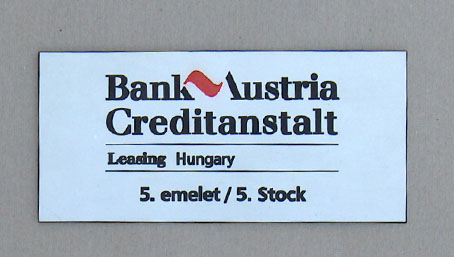 Bank Austria
Creditanstalt
Leasing Hungary
5. emelet / 5. Stock